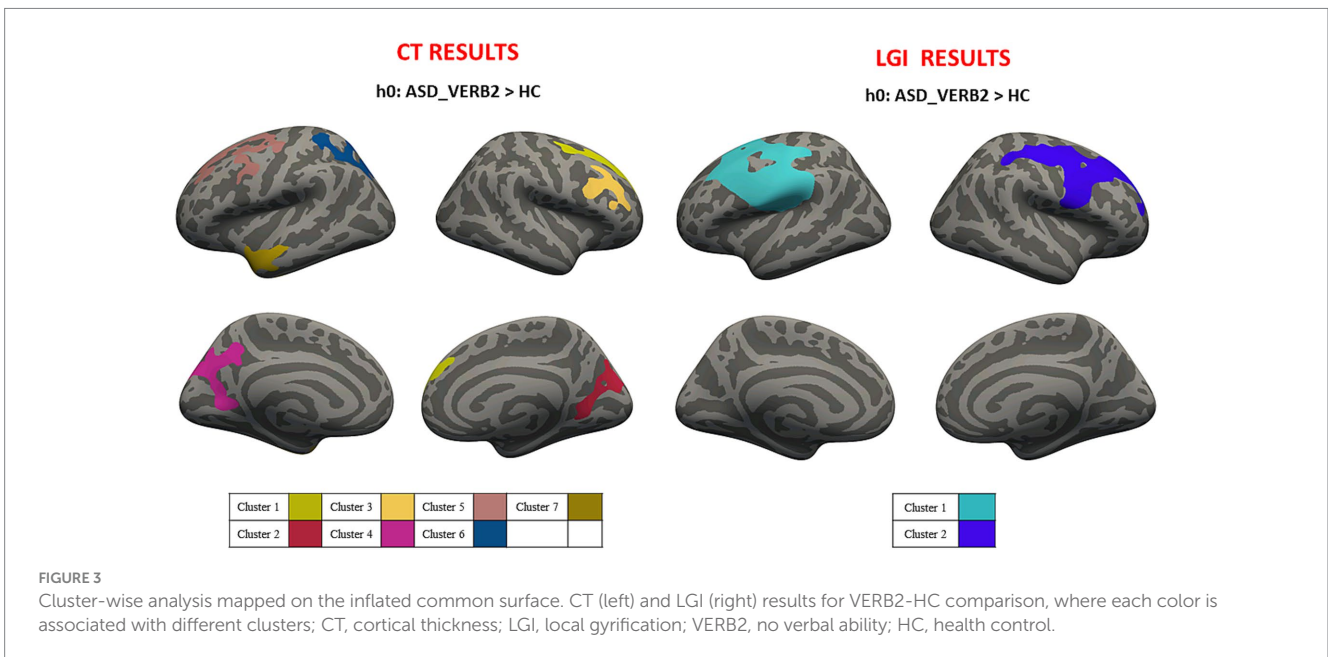 CT RESULTS
h0: ASD_VERB2 > HC
LGI RESULTS
h0: ASD_VERB2 > HC
Cluster 1 Cluster 3 Cluster 5 Cluster 7
Cluster 2 Cluster 4 Cluster 6
Cluster 1
Cluster 2
FIGURE 3
Cluster-wise analysis mapped on the inflated common surface. CT (left) and LGI (right) results for VERB2-HC comparison, where each color is
associated with different clusters; CT, cortical thickness; LGI, local gyrification; VERB2, no verbal ability; HC, health control.